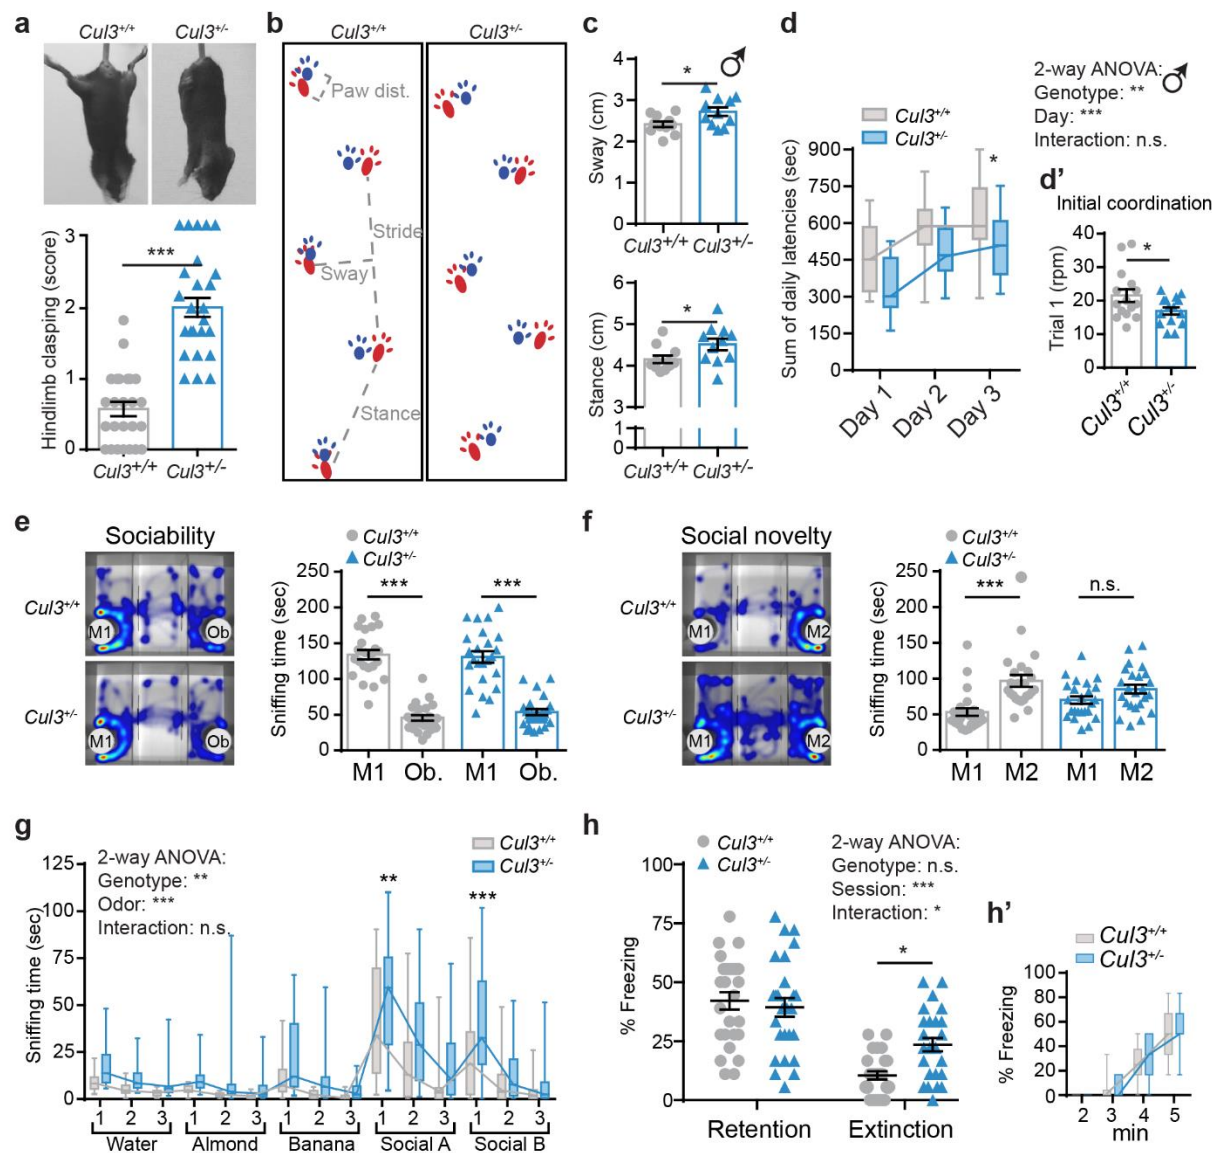 a
Cul3+/+
Cul3+/-
Hindlimb clasping (score)
3
2
1
0
***
Cul3+/+
Cul3+/-
b
Cul3+/+
Cul3+/-
Paw dist.
Stride
Sway
Stance
c
Sway (cm)
4
3
2
1
0
*
♂
Cul3+/+
Cul3+/-
Stance (cm)
6
5
4
3
1
0
*
Cul3+/+
Cul3+/-
d
Cul3+/+
Cul3+/-
Sum of daily latencies (sec)
900
750
600
450
300
150
0
*
Day 1
Day 2
Day 3
2-way ANOVA:
Genotype: **
Day: ***
Interaction: n.s.
♂
d'
Initial coordination
Trial 1 (rpm)
40
30
20
10
0
*
Cul3+/+
Cul3+/-
e
Sociability
Cul3+/+
M1
Ob
Cul3+/-
M1
Ob
Cul3+/+
Cul3+/-
Sniffing time (sec)
250
200
150
100
50
0
***
***
M1
Ob.
M1
Ob.
f
Social novelty
Cul3+/+
M1
M2
Cul3+/-
M1
M2
Cul3+/+
Cul3+/-
Sniffing time (sec)
250
200
150
100
50
0
***
n.s.
M1
M2
M1
M2
g
2-way ANOVA:
Genotype: **
Odor: ***
Interaction: n.s.
Cul3+/+
Cul3+/-
Sniffing time (sec)
125
100
75
50
25
0
**
***
1 2 3 1 2 3 1 2 3 1 2 3 1 2 3
Water
Almond
Banana
Social A
Social B
h
Cul3+/+
Cul3+/-
2-way ANOVA:
Genotype: n.s.
Session: ***
Interaction: *
% Freezing
100
75
50
25
0
*
Retention
Extinction
h'
Cul3+/+
Cul3+/-
% Freezing
100
80
60
40
20
0
2 3 4 5
min